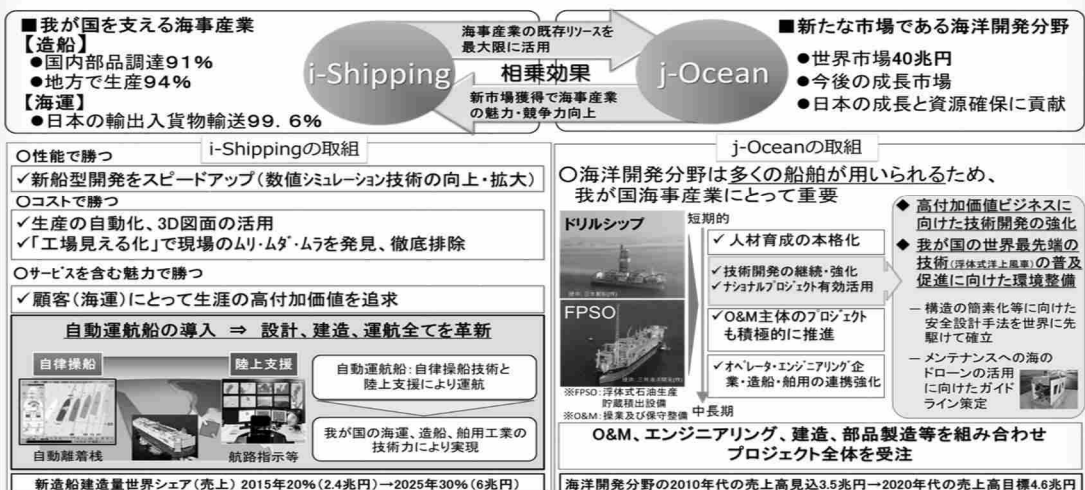 ■我が国を支える海事産業
【造船】
●国内部品調達91%
●地方で生産94%
【海運】
●日本の輸出入貨物輸送99.6%
i-Shipping
海事産業の既存リソースを
最大限に活用
相乗効果
新市場獲得で海事産業
の魅力・競争力向上
j-Ocean
■新たな市場である海洋開発分野
●世界市場40兆円
●今後の成長市場
●日本の成長と資源確保に貢献
i-Shippingの取組
○性能で勝つ
✓新船型開発をスピードアップ(数値シミュレーション技術の向上・拡大)
○コストで勝つ
✓生産の自動化、3D図面の活用
✓「工場見える化」で現場のムリ・ムダ・ムラを発見、徹底排除
○サービスを含む魅力で勝つ
✓顧客(海運)にとって生涯の高付加価値を追求
自動運航船の導入 ⇒ 設計、建造、運航全てを革新
自律操船
陸上支援
自動離着桟
航路指示等
自動運航船:自律操船技術と
陸上支援により運航
我が国の海運、造船、舶用工業の
技術力により実現
新造船建造量世界シェア(売上) 2015年20%(2.4兆円)→2025年30%(6兆円)
j-Oceanの取組
○海洋開発分野は多くの船舶が用いられるため、
我が国海事産業にとって重要
ドリルシップ
FPSO
※FPSO:浮体式石油生産
貯蔵積出設備
※O&M:操業及び保守整備
短期的
✓人材育成の本格化
✓技術開発の継続・強化
✓ナショナルプロジェクト有効活用
✓O&M主体のプロジェクト
も積極的に推進
✓オペレータ・エンジニアリング企
業・造船・舶用の連携強化
中長期
◆ 高付加価値ビジネスに
向けた技術開発の強化
◆ 我が国の世界最先端の
技術(浮体式洋上風車)の普及
促進に向けた環境整備
― 構造の簡素化等に向けた
安全設計手法を世界に先
駆けて確立
― メンテナンスへの海の
ドローンの活用
に向けたガイド
ライン策定
O&M、エンジニアリング、建造、部品製造等を組み合わせ
プロジェクト全体を受注
海洋開発分野の2010年代の売上高見込3.5兆円→2020年代の売上高目標4.6兆円